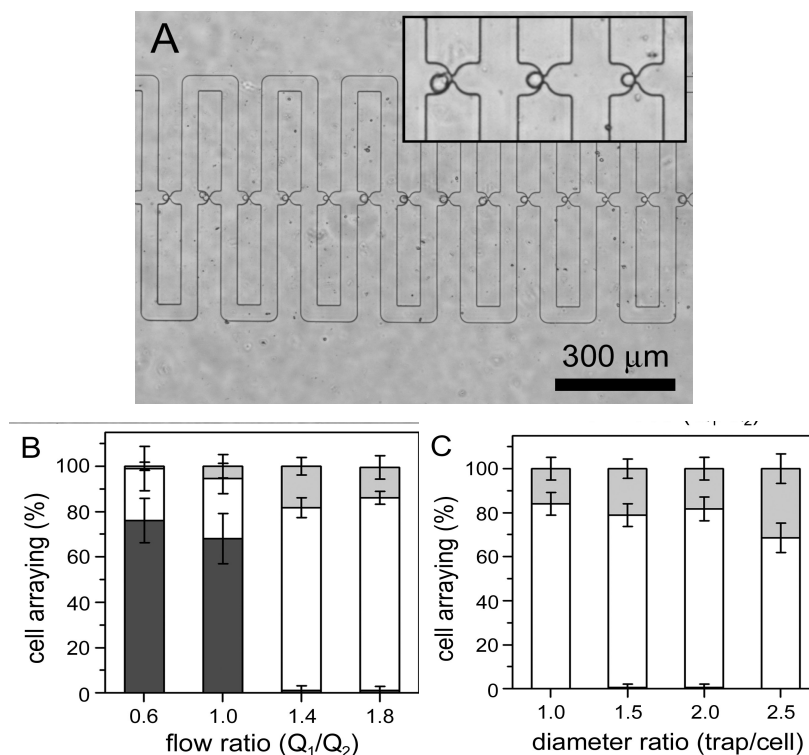 A
300 μm
B
cell arraying (%)
100
80
60
40
20
0
0.6 1.0 1.4 1.8
flow ratio (Q₁/Q₂)
C
cell arraying (%)
100
80
60
40
20
0
1.0 1.5 2.0 2.5
diameter ratio (trap/cell)